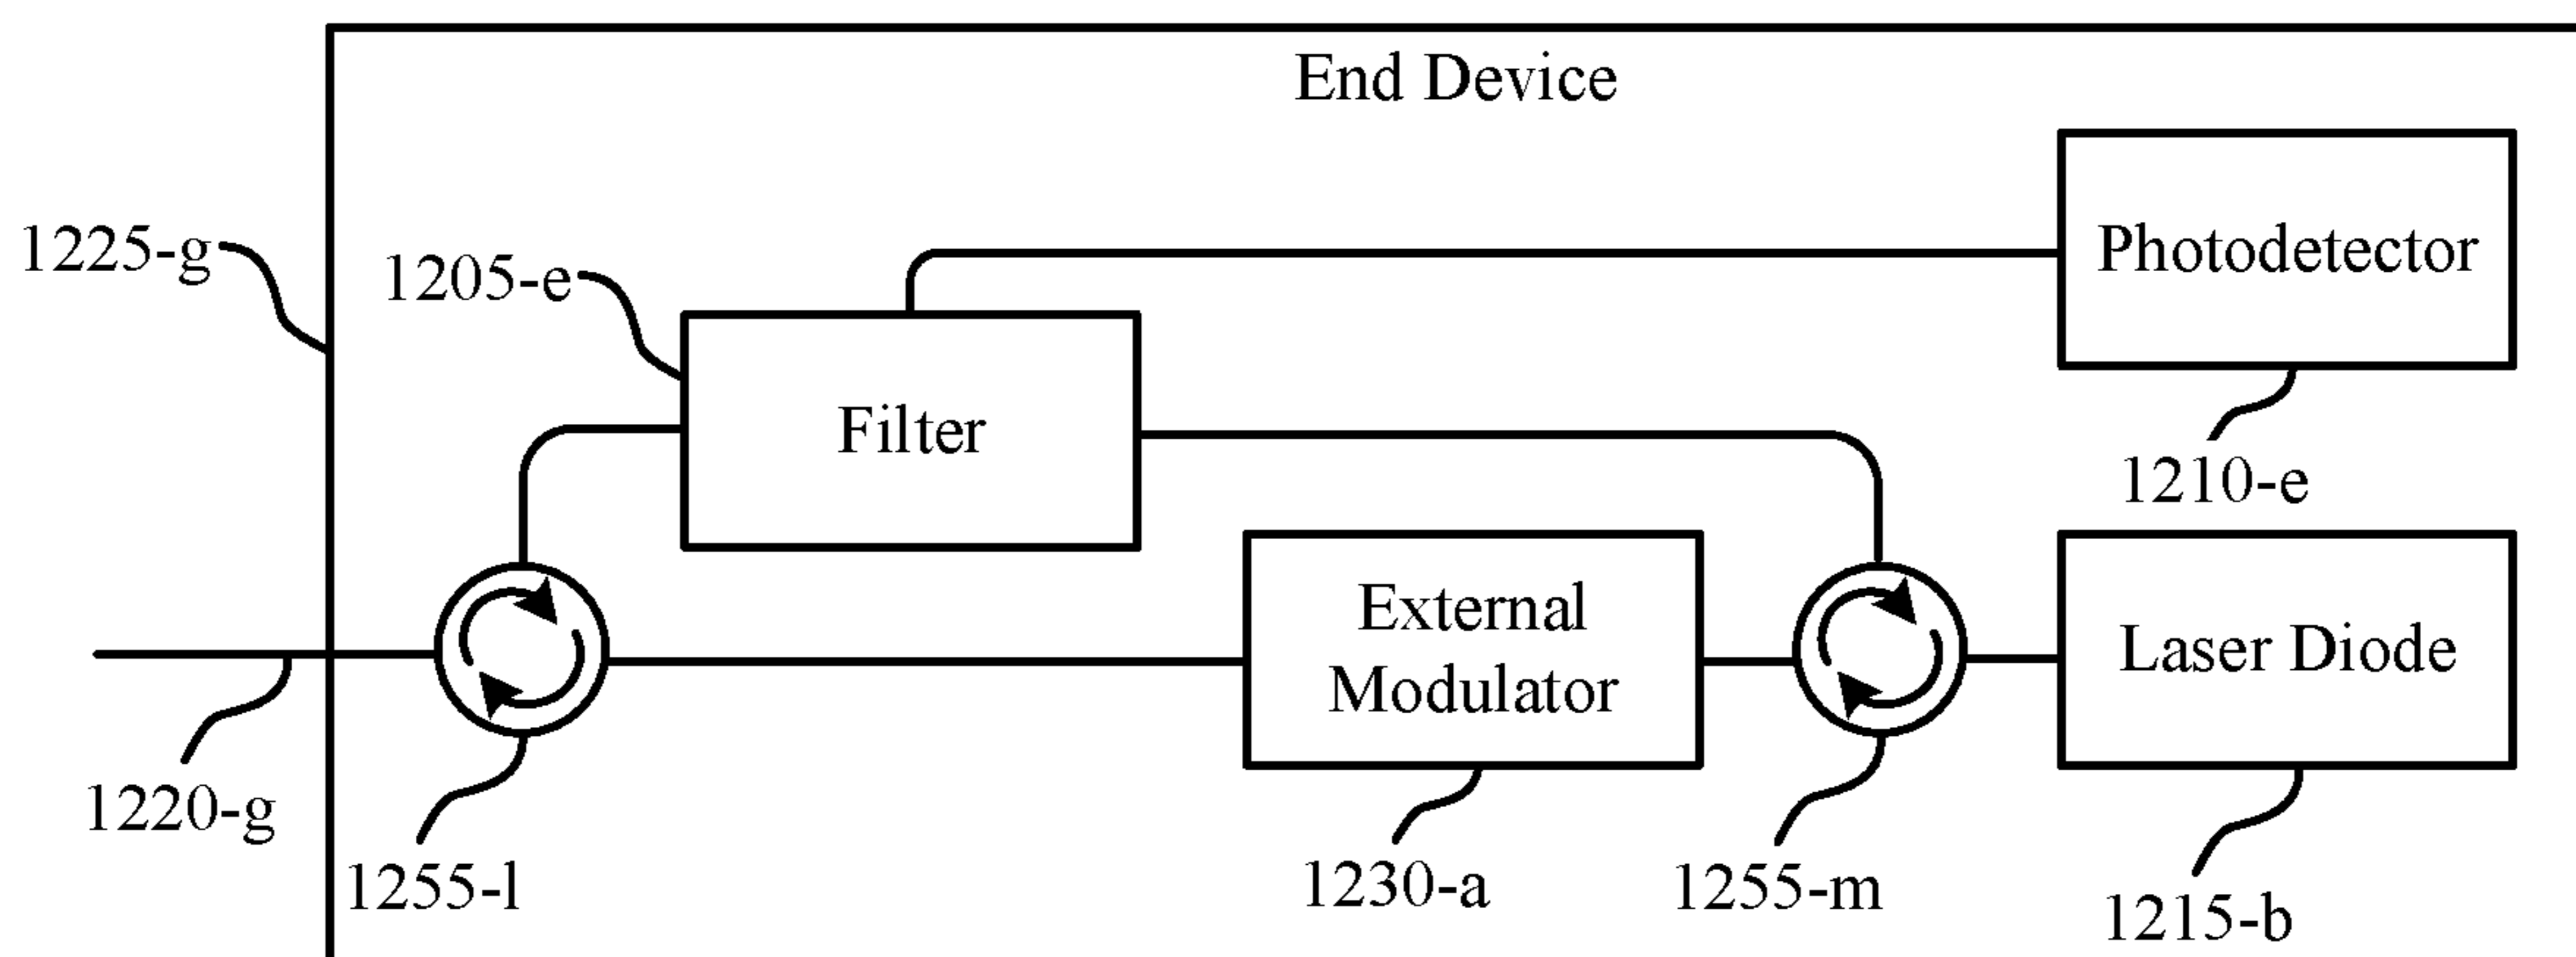 End Device
1225-g
1205-e
Photodetector
Filter
1210-e
External
Modulator
Laser Diode
1220-g
1255-l
1230-a
1255-m
1215-b